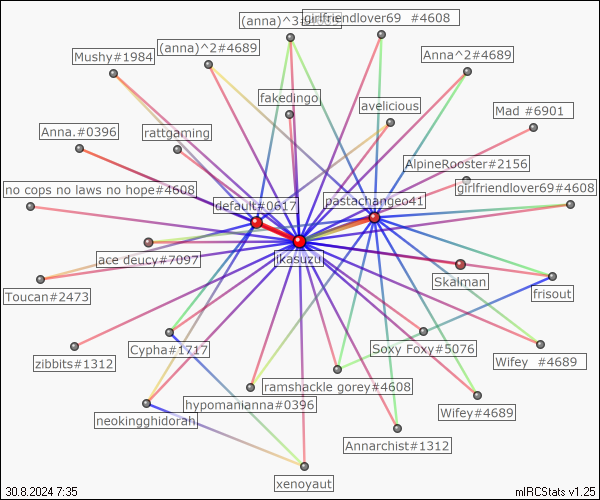 (anna)^3
girlfriendlover69 #4608
(anna)^2#4689
Mushy#1984
Anna^2#4689
fakedingo
avelicious
Mad #6901
Anna.#0396
rattgaming
AlpineRooster#2156
no cops no laws no hope#4608
girlfriendlover69#4608
default#0617
pastachangeo41
ikasuzu
ace deucy#7097
Skalman
Toucan#2473
frisout
zibbits#1312
Cypha#1717
Soxy Foxy#5076
Wifey #4689
ramshackle gorey#4608
hypomanianna#0396
Wifey#4689
neokingghidorah
Annarchist#1312
xenoyaut
30.8.2024 7:35
mIRCStats v1.25